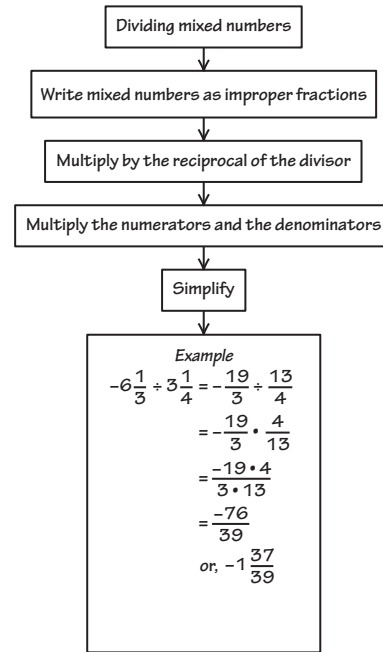 Dividing mixed numbers
Write mixed numbers as improper fractions
Multiply by the reciprocal of the divisor
Multiply the numerators and the denominators
Simplify
Example
-6 1/3 ÷ 3 1/4 = -19/3 ÷ 13/4
= -19/3 • 4/13
= -19 • 4/3 • 13
= -76/39
or, -1 37/39